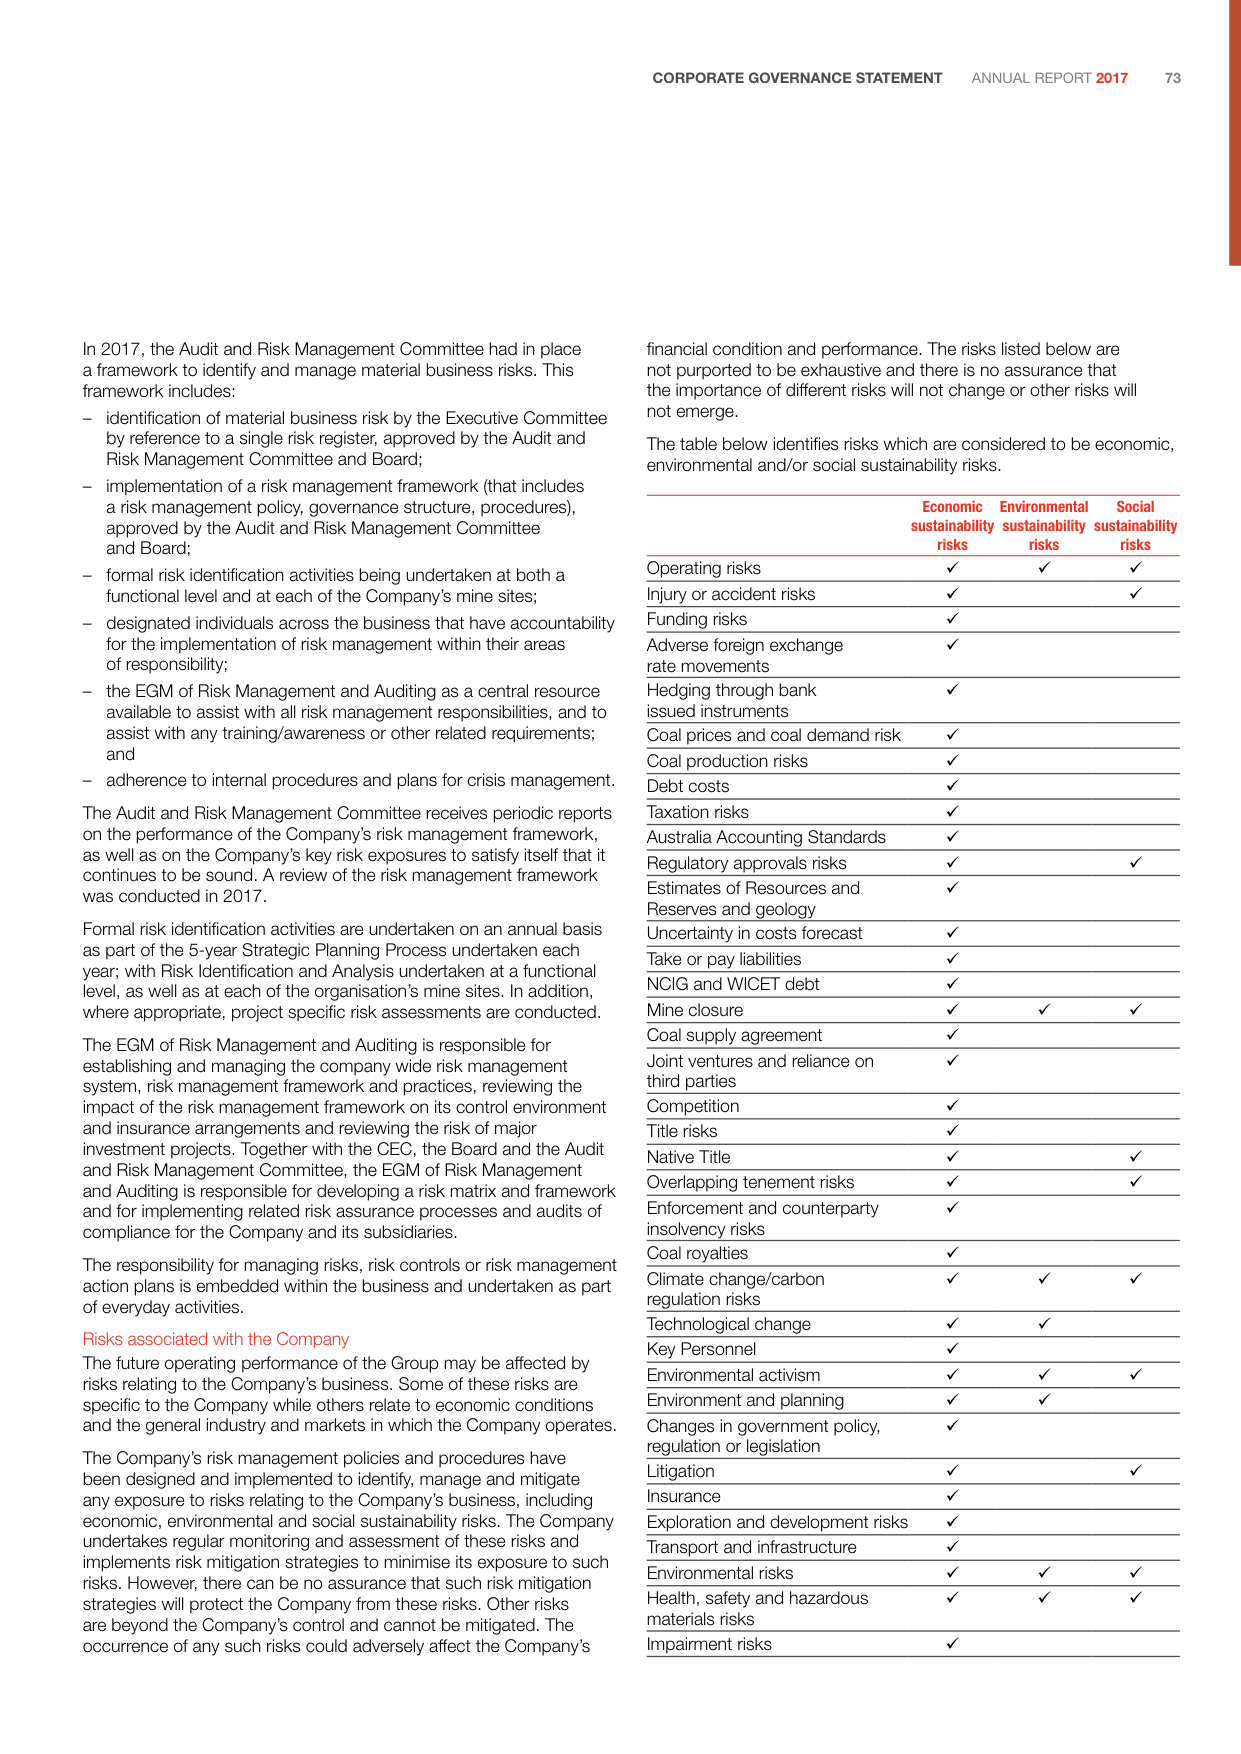 CORPORATE GOVERNANCE STATEMENT ANNUAL REPORT 2017 73
In 2017, the Audit and Risk Management Committee had in place
a framework to identify and manage material business risks. This
framework includes:
– identification of material business risk by the Executive Committee
by reference to a single risk register, approved by the Audit and
Risk Management Committee and Board;
– implementation of a risk management framework (that includes
a risk management policy, governance structure, procedures),
approved by the Audit and Risk Management Committee
and Board;
– formal risk identification activities being undertaken at both a
functional level and at each of the Company's mine sites;
– designated individuals across the business that have accountability
for the implementation of risk management within their areas
of responsibility;
– the EGM of Risk Management and Auditing as a central resource
available to assist with all risk management responsibilities, and to
assist with any training/awareness or other related requirements;
and
– adherence to internal procedures and plans for crisis management.
The Audit and Risk Management Committee receives periodic reports
on the performance of the Company's risk management framework,
as well as on the Company's key risk exposures to satisfy itself that it
continues to be sound. A review of the risk management framework
was conducted in 2017.
Formal risk identification activities are undertaken on an annual basis
as part of the 5-year Strategic Planning Process undertaken each
year; with Risk Identification and Analysis undertaken at a functional
level, as well as at each of the organisation's mine sites. In addition,
where appropriate, project specific risk assessments are conducted.
The EGM of Risk Management and Auditing is responsible for
establishing and managing the company wide risk management
system, risk management framework and practices, reviewing the
impact of the risk management framework on its control environment
and insurance arrangements and reviewing the risk of major
investment projects. Together with the CEC, the Board and the Audit
and Risk Management Committee, the EGM of Risk Management
and Auditing is responsible for developing a risk matrix and framework
and for implementing related risk assurance processes and audits of
compliance for the Company and its subsidiaries.
The responsibility for managing risks, risk controls or risk management
action plans is embedded within the business and undertaken as part
of everyday activities.
Risks associated with the Company
The future operating performance of the Group may be affected by
risks relating to the Company's business. Some of these risks are
specific to the Company while others relate to economic conditions
and the general industry and markets in which the Company operates.
The Company's risk management policies and procedures have
been designed and implemented to identify, manage and mitigate
any exposure to risks relating to the Company's business, including
economic, environmental and social sustainability risks. The Company
undertakes regular monitoring and assessment of these risks and
implements risk mitigation strategies to minimise its exposure to such
risks. However, there can be no assurance that such risk mitigation
strategies will protect the Company from these risks. Other risks
are beyond the Company's control and cannot be mitigated. The
occurrence of any such risks could adversely affect the Company's
financial condition and performance. The risks listed below are
not purported to be exhaustive and there is no assurance that
the importance of different risks will not change or other risks will
not emerge.
The table below identifies risks which are considered to be economic,
environmental and/or social sustainability risks.
Economic Environmental Social
sustainability sustainability sustainability
risks risks risks
Operating risks ✓ ✓ ✓
Injury or accident risks ✓ ✓
Funding risks ✓
Adverse foreign exchange ✓
rate movements
Hedging through bank ✓
issued instruments
Coal prices and coal demand risk ✓
Coal production risks ✓
Debt costs ✓
Taxation risks ✓
Australia Accounting Standards ✓
Regulatory approvals risks ✓ ✓
Estimates of Resources and ✓
Reserves and geology
Uncertainty in costs forecast ✓
Take or pay liabilities ✓
NCIG and WICET debt ✓
Mine closure ✓ ✓ ✓
Coal supply agreement ✓
Joint ventures and reliance on ✓
third parties
Competition ✓
Title risks ✓
Native Title ✓ ✓
Overlapping tenement risks ✓ ✓
Enforcement and counterparty ✓
insolvency risks
Coal royalties ✓
Climate change/carbon ✓ ✓ ✓
regulation risks
Technological change ✓ ✓
Key Personnel ✓
Environmental activism ✓ ✓ ✓
Environment and planning ✓ ✓
Changes in government policy, ✓
regulation or legislation
Litigation ✓ ✓
Insurance ✓
Exploration and development risks ✓
Transport and infrastructure ✓
Environmental risks ✓ ✓ ✓
Health, safety and hazardous ✓ ✓ ✓
materials risks
Impairment risks ✓